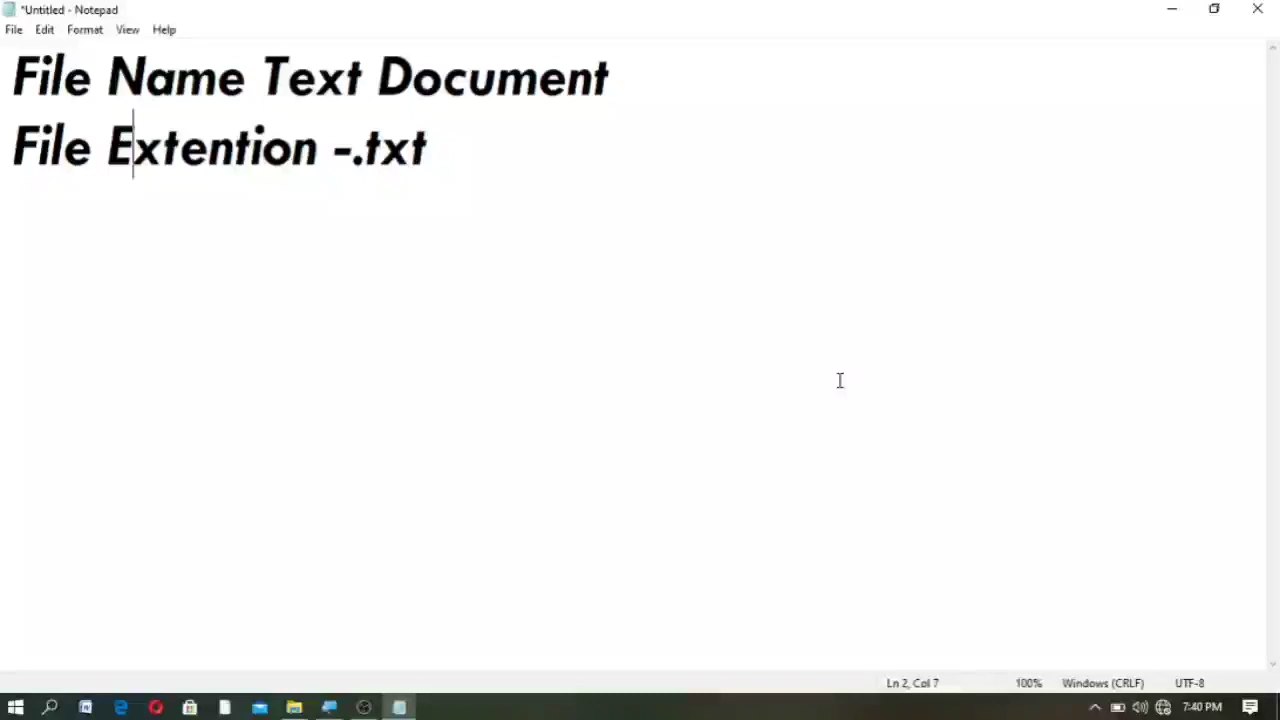 *Untitled - Notepad
File Edit Format View Help
File Name Text Document
File Extention -.txt
Ln 2, Col 7 100% Windows (CRLF) UTF-8
7:40 PM